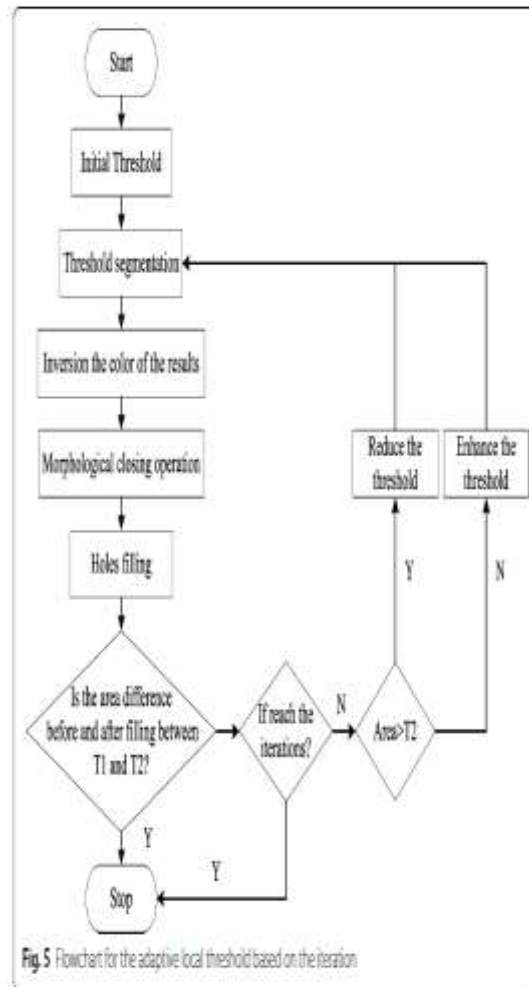 Start
Initial Threshold
Threshold segmentation
Inversion the color of the results
Morphological closing operation
Holes filling
Is the area difference
before and after filling between
T1 and T2?
Y
Stop
If reach the
iterations?
Y
N
Area>T2
Y
N
Reduce the
threshold
Enhance the
threshold
Fig. 5 Flowchart for the adaptive local threshold based on the iteration